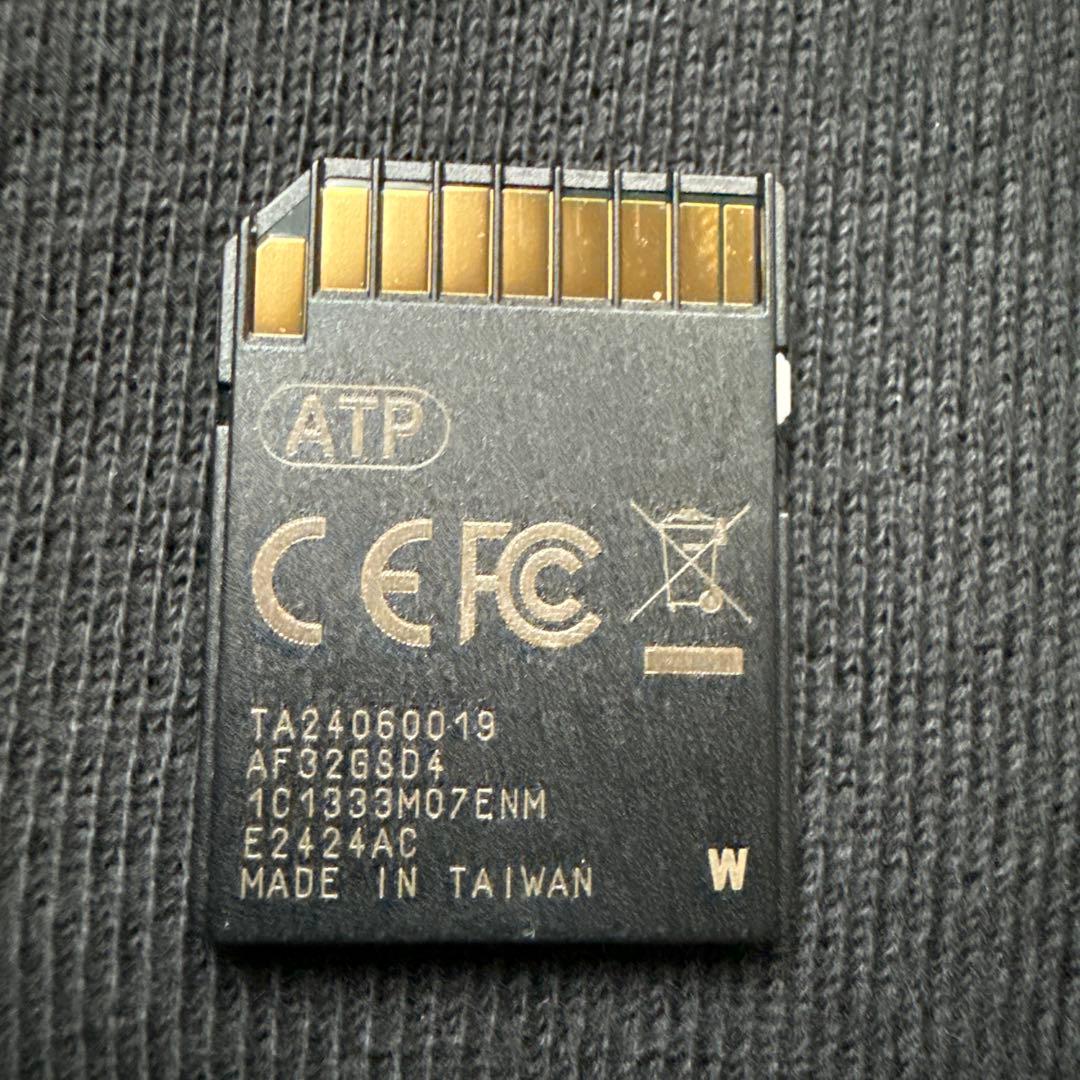 ATP
CE FC
TA24060019
AF32GSD4
1C1333M07ENM
E2424AC
MADE IN TAIWAN
W